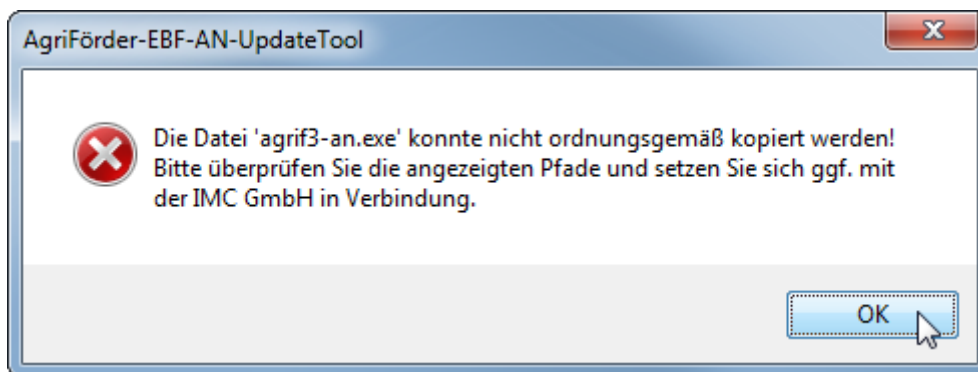 AgriFörder-EBF-AN-UpdateTool
Die Datei 'agrif3-an.exe' konnte nicht ordnungsgemäß kopiert werden!
Bitte überprüfen Sie die angezeigten Pfade und setzen Sie sich ggf. mit
der IMC GmbH in Verbindung.
OK